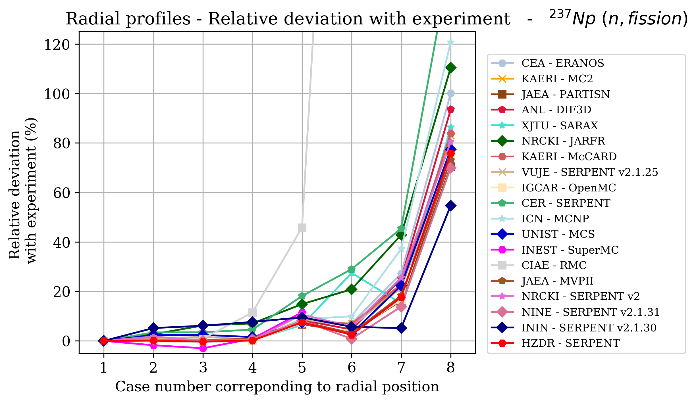 Radial profiles - Relative deviation with experiment - ²³⁷Np (n, fission)
Relative deviation
with experiment (%)
120
100
80
60
40
20
0
1 2 3 4 5 6 7 8
Case number correponding to radial position
CEA - ERANOS
KAERI - MC2
JAEA - PARTISN
ANL - DIF3D
XJTU - SARAX
NRCKI - JARFR
KAERI - McCARD
VUJE - SERPENT v2.1.25
IGCAR - OpenMC
CER - SERPENT
ICN - MCNP
UNIST - MCS
INEST - SuperMC
CIAE - RMC
JAEA - MVPII
NRCKI - SERPENT v2
NINE - SERPENT v2.1.31
ININ - SERPENT v2.1.30
HZDR - SERPENT